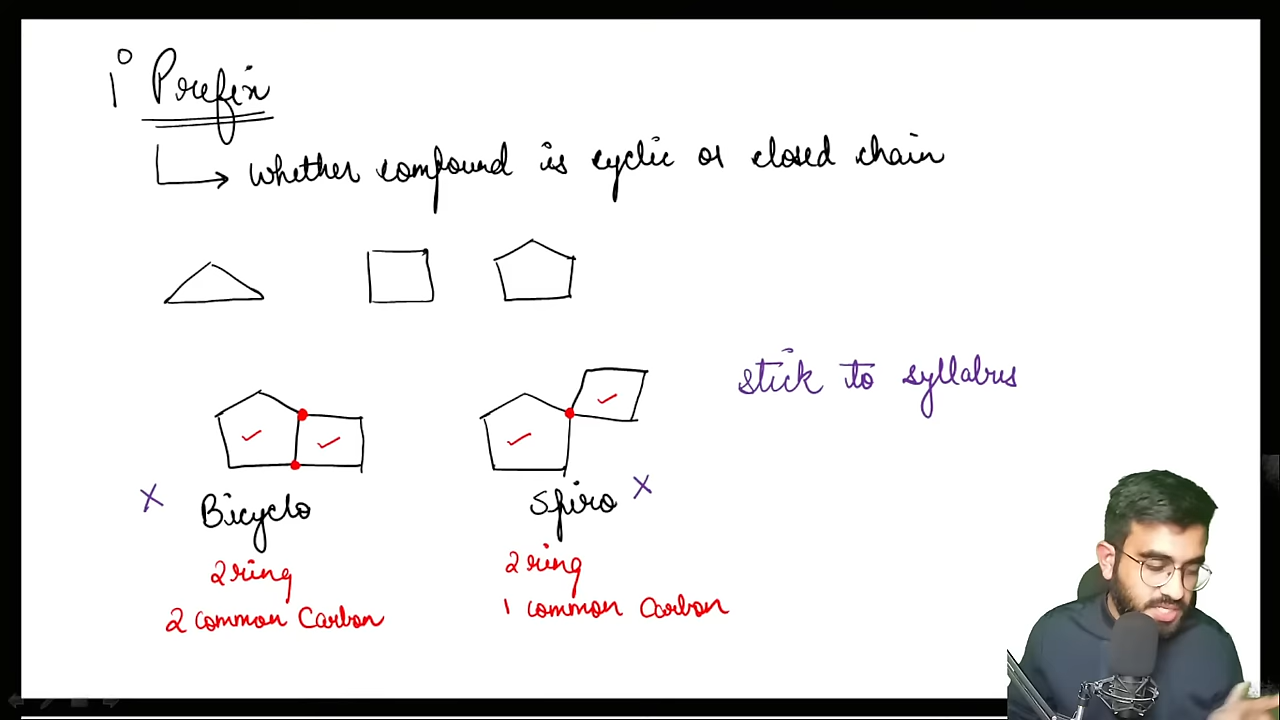 1° Prefix
whether compound is cyclic or closed chain
stick to syllabus
x Bicyclo
Spiro x
2 ring
2 common Carbon
2 ring
1 common Carbon